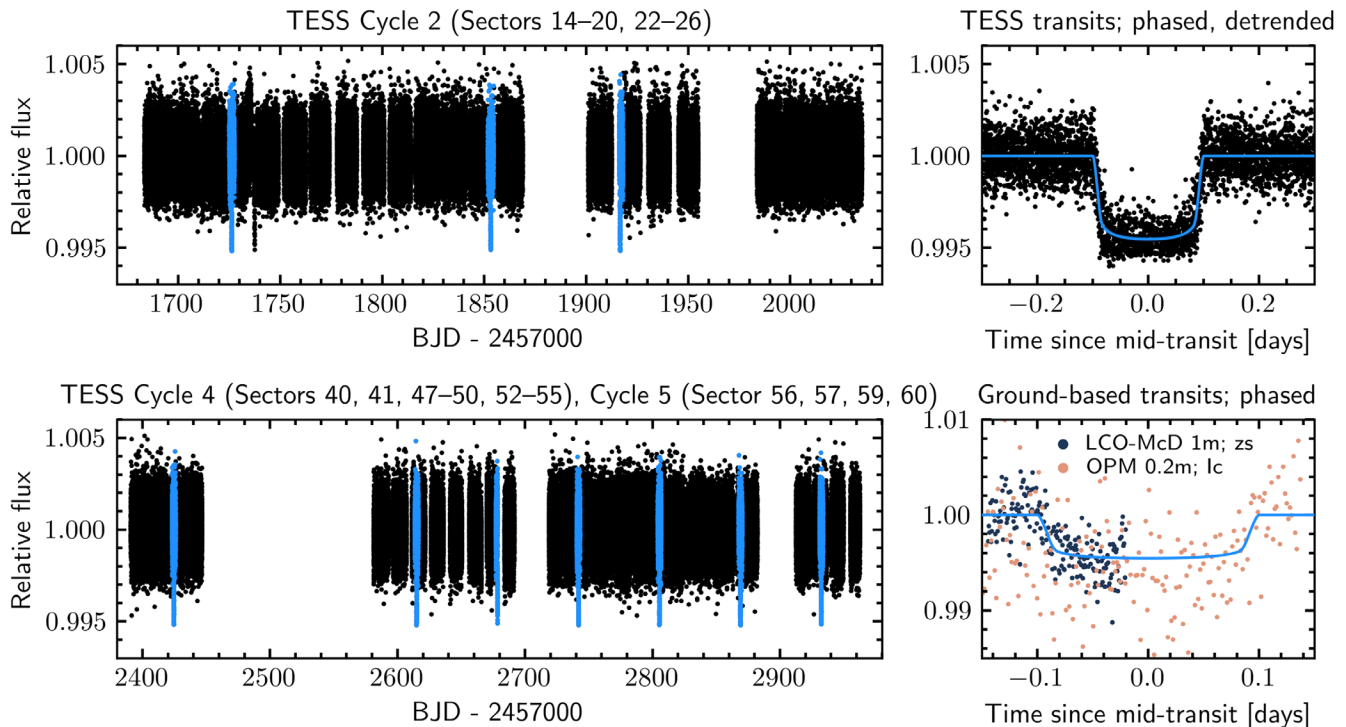 TESS Cycle 2 (Sectors 14–20, 22–26)
1.005
1.000
0.995
Relative flux
1700
1750
1800
1850
1900
1950
2000
BJD - 2457000
TESS transits; phased, detrended
1.005
1.000
0.995
−0.2
0.0
0.2
Time since mid-transit [days]
TESS Cycle 4 (Sectors 40, 41, 47–50, 52–55), Cycle 5 (Sector 56, 57, 59, 60)
1.005
1.000
0.995
Relative flux
2400
2500
2600
2700
2800
2900
BJD - 2457000
Ground-based transits; phased
1.01
1.00
0.99
LCO-McD 1m; zs
OPM 0.2m; Ic
−0.1
0.0
0.1
Time since mid-transit [days]